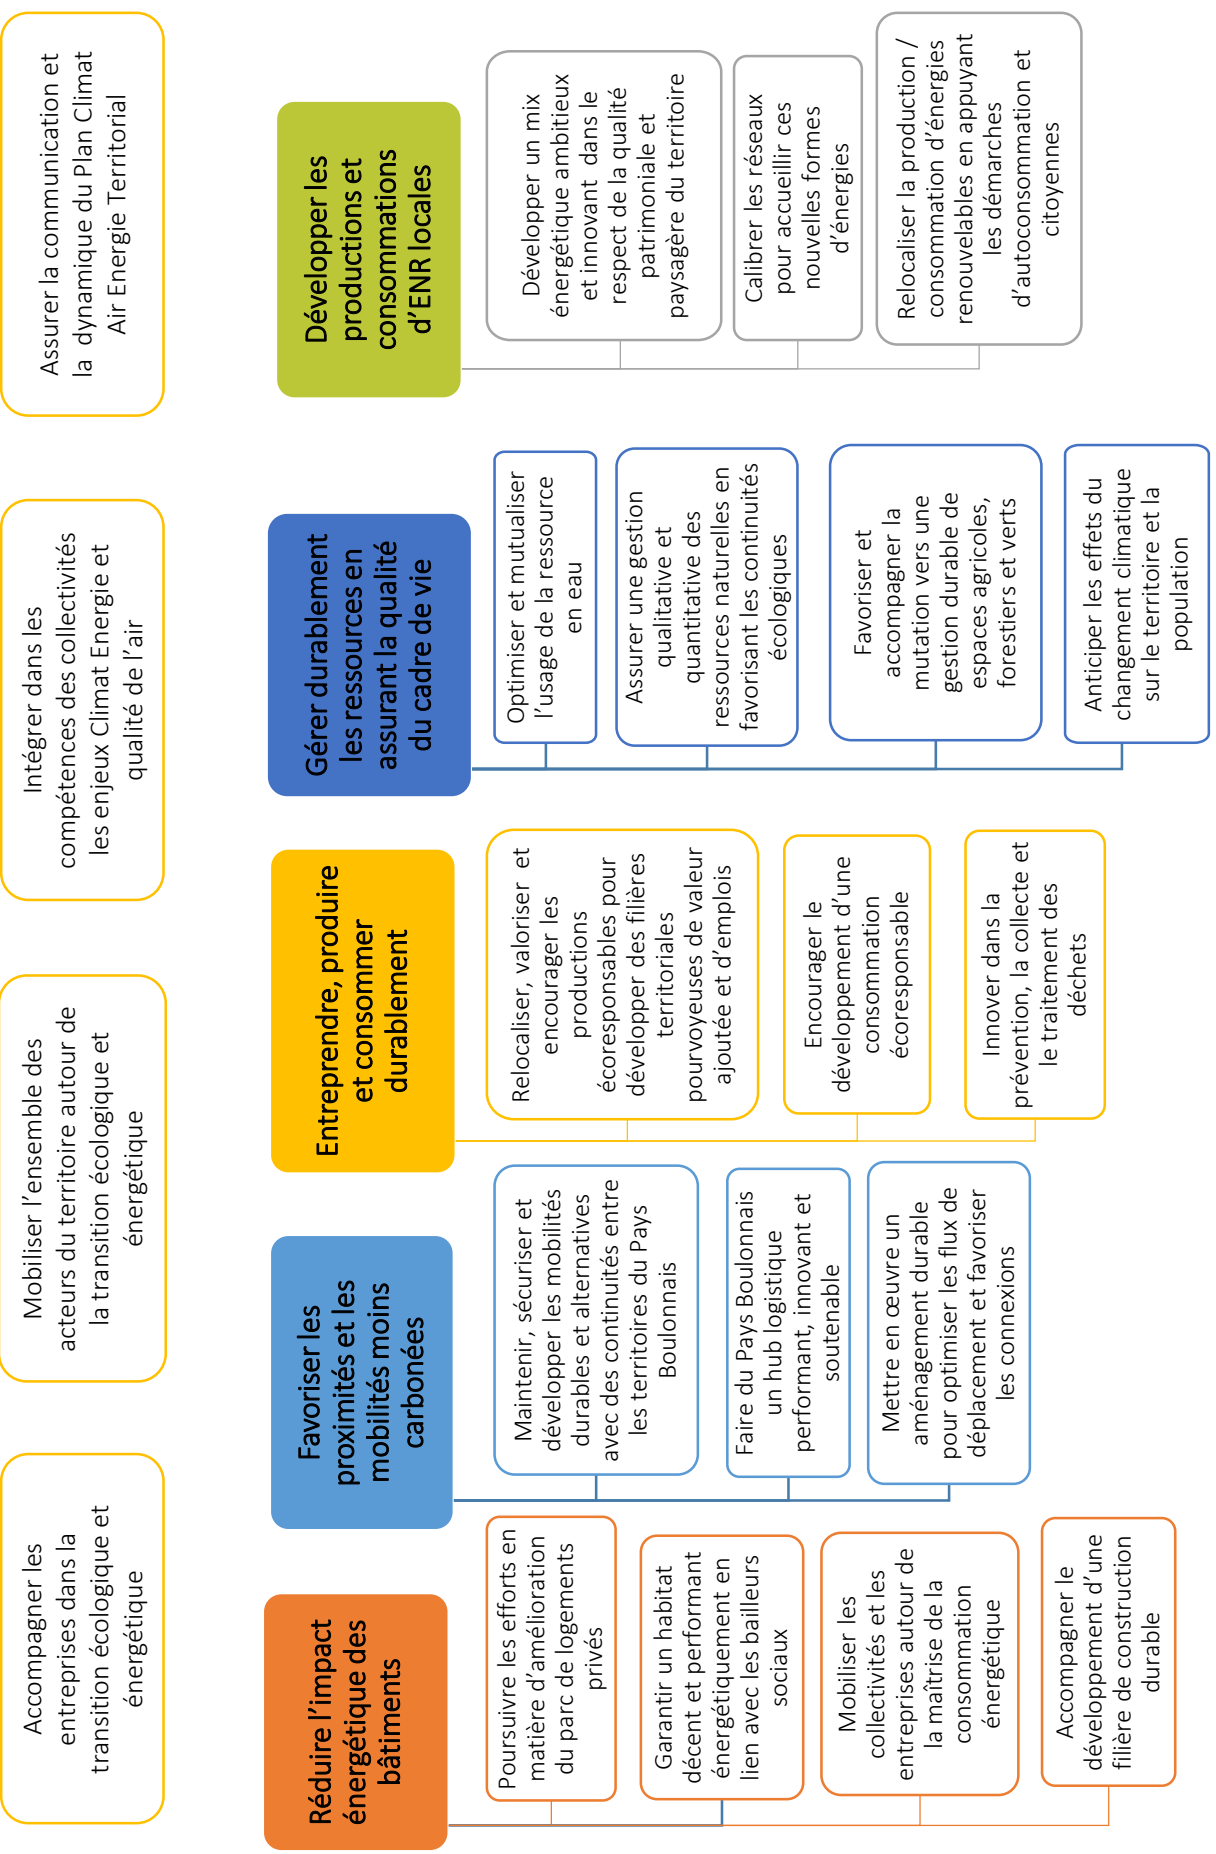 Accompagner les
entreprises dans la
transition écologique et
énergétique
Mobiliser l’ensemble des
acteurs du territoire autour de
la transition écologique et
énergétique
Intégrer dans les
compétences des collectivités
les enjeux Climat Energie et
qualité de l’air
Assurer la communication et
la dynamique du Plan Climat
Air Energie Territorial
Réduire l’impact
énergétique des
bâtiments
Poursuivre les efforts en
matière d’amélioration
du parc de logements
privés
Garantir un habitat
décent et performant
énergétiquement en
lien avec les bailleurs
sociaux
Mobiliser les
collectivités et les
entreprises autour de
la maîtrise de la
consommation
énergétique
Accompagner le
développement d’une
filière de construction
durable
Favoriser les
proximités et les
mobilités moins
carbonées
Maintenir, sécuriser et
développer les mobilités
durables et alternatives
avec des continuités entre
les territoires du Pays
Boulonnais
Faire du Pays Boulonnais
un hub logistique
performant, innovant et
soutenable
Mettre en œuvre un
aménagement durable
pour optimiser les flux de
déplacement et favoriser
les connexions
Entreprendre, produire
et consommer
durablement
Relocaliser, valoriser et
encourager les
productions
écoresponsables pour
développer des filières
territoriales
pourvoyeuses de valeur
ajoutée et d’emplois
Encourager le
développement d’une
consommation
écoresponsable
Innover dans la
prévention, la collecte et
le traitement des
déchets
Gérer durablement
les ressources en
assurant la qualité
du cadre de vie
Optimiser et mutualiser
l’usage de la ressource
en eau
Assurer une gestion
qualitative et
quantitative des
ressources naturelles en
favorisant les continuités
écologiques
Favoriser et
accompagner la
mutation vers une
gestion durable de
espaces agricoles,
forestiers et verts
Anticiper les effets du
changement climatique
sur le territoire et la
population
Développer les
productions et
consommations
d’ENR locales
Développer un mix
énergétique ambitieux
et innovant dans le
respect de la qualité
patrimoniale et
paysagère du territoire
Calibrer les réseaux
pour accueillir ces
nouvelles formes
d’énergies
Relocaliser la production /
consommation d’énergies
renouvelables en appuyant
les démarches
d’autoconsommation et
citoyennes